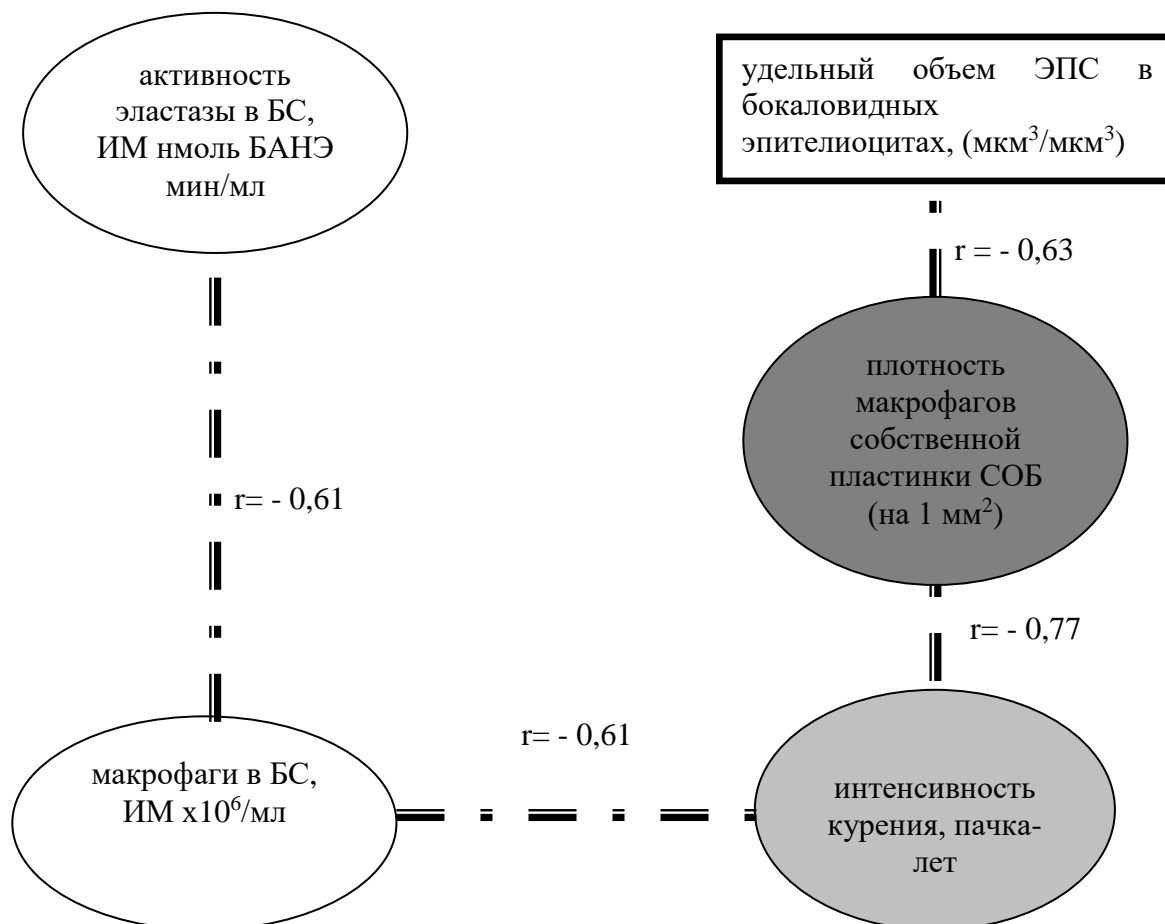 активность
эластазы в БС,
ИМ нмоль БАНЭ
мин/мл
удельный объем ЭПС в
бокаловидных
эпителиоцитах, (мкм³/мкм³)
r = - 0,63
плотность
макрофагов
собственной
пластинки СОБ
(на 1 мм²)
r= - 0,61
r= - 0,77
r= - 0,61
макрофаги в БС,
ИМ х10⁶/мл
интенсивность
курения, пачка-
лет